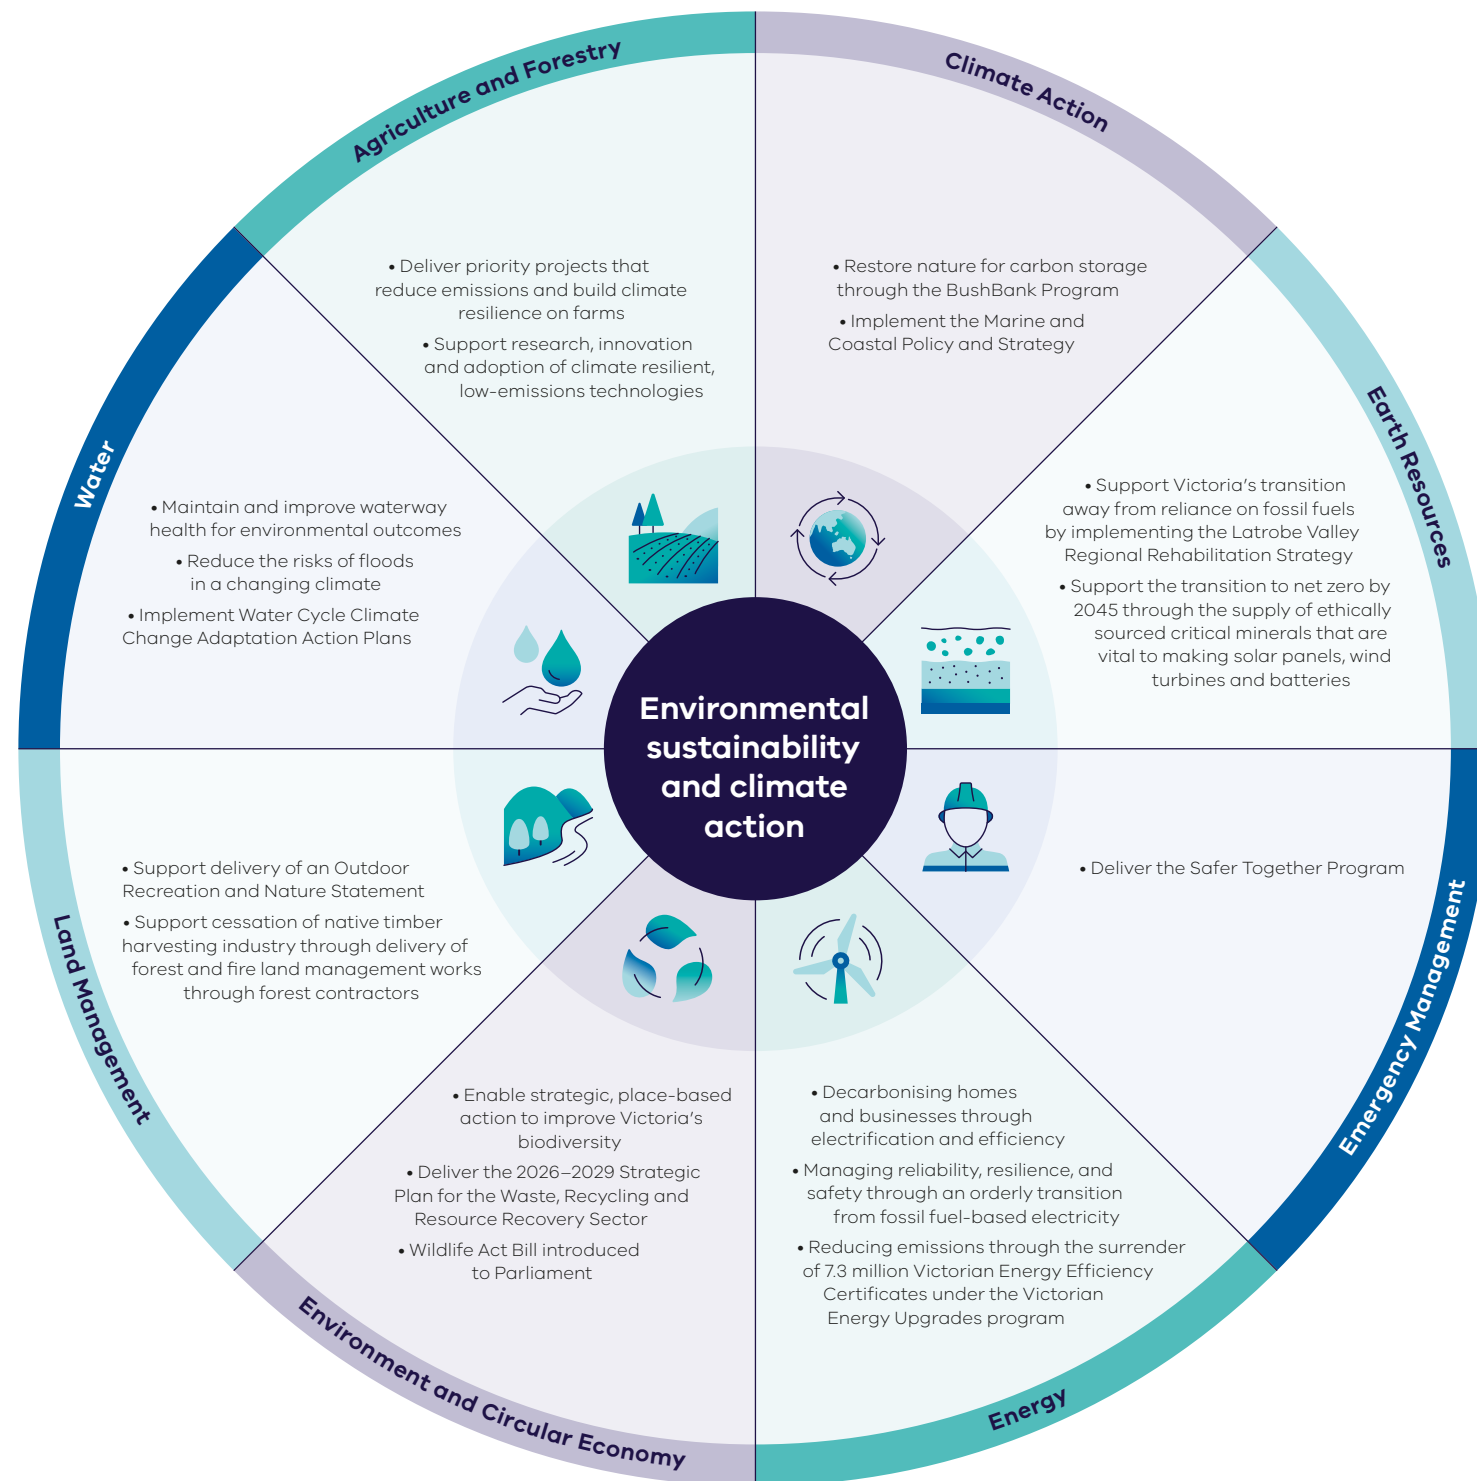 Agriculture and Forestry
• Deliver priority projects that
reduce emissions and build climate
resilience on farms
• Support research, innovation
and adoption of climate resilient,
low-emissions technologies
Climate Action
• Restore nature for carbon storage
through the BushBank Program
• Implement the Marine and
Coastal Policy and Strategy
Earth Resources
• Support Victoria's transition
away from reliance on fossil fuels
by implementing the Latrobe Valley
Regional Rehabilitation Strategy
• Support the transition to net zero by
2045 through the supply of ethically
sourced critical minerals that are
vital to making solar panels, wind
turbines and batteries
Emergency Management
• Deliver the Safer Together Program
Energy
• Decarbonising homes
and businesses through
electrification and efficiency
• Managing reliability, resilience, and
safety through an orderly transition
from fossil fuel-based electricity
• Reducing emissions through the surrender
of 7.3 million Victorian Energy Efficiency
Certificates under the Victorian
Energy Upgrades program
Environment and Circular Economy
• Enable strategic, place-based
action to improve Victoria's
biodiversity
• Deliver the 2026–2029 Strategic
Plan for the Waste, Recycling and
Resource Recovery Sector
• Wildlife Act Bill introduced
to Parliament
Land Management
• Support delivery of an Outdoor
Recreation and Nature Statement
• Support cessation of native timber
harvesting industry through delivery of
forest and fire land management works
through forest contractors
Water
• Maintain and improve waterway
health for environmental outcomes
• Reduce the risks of floods
in a changing climate
• Implement Water Cycle Climate
Change Adaptation Action Plans
Environmental
sustainability
and climate
action